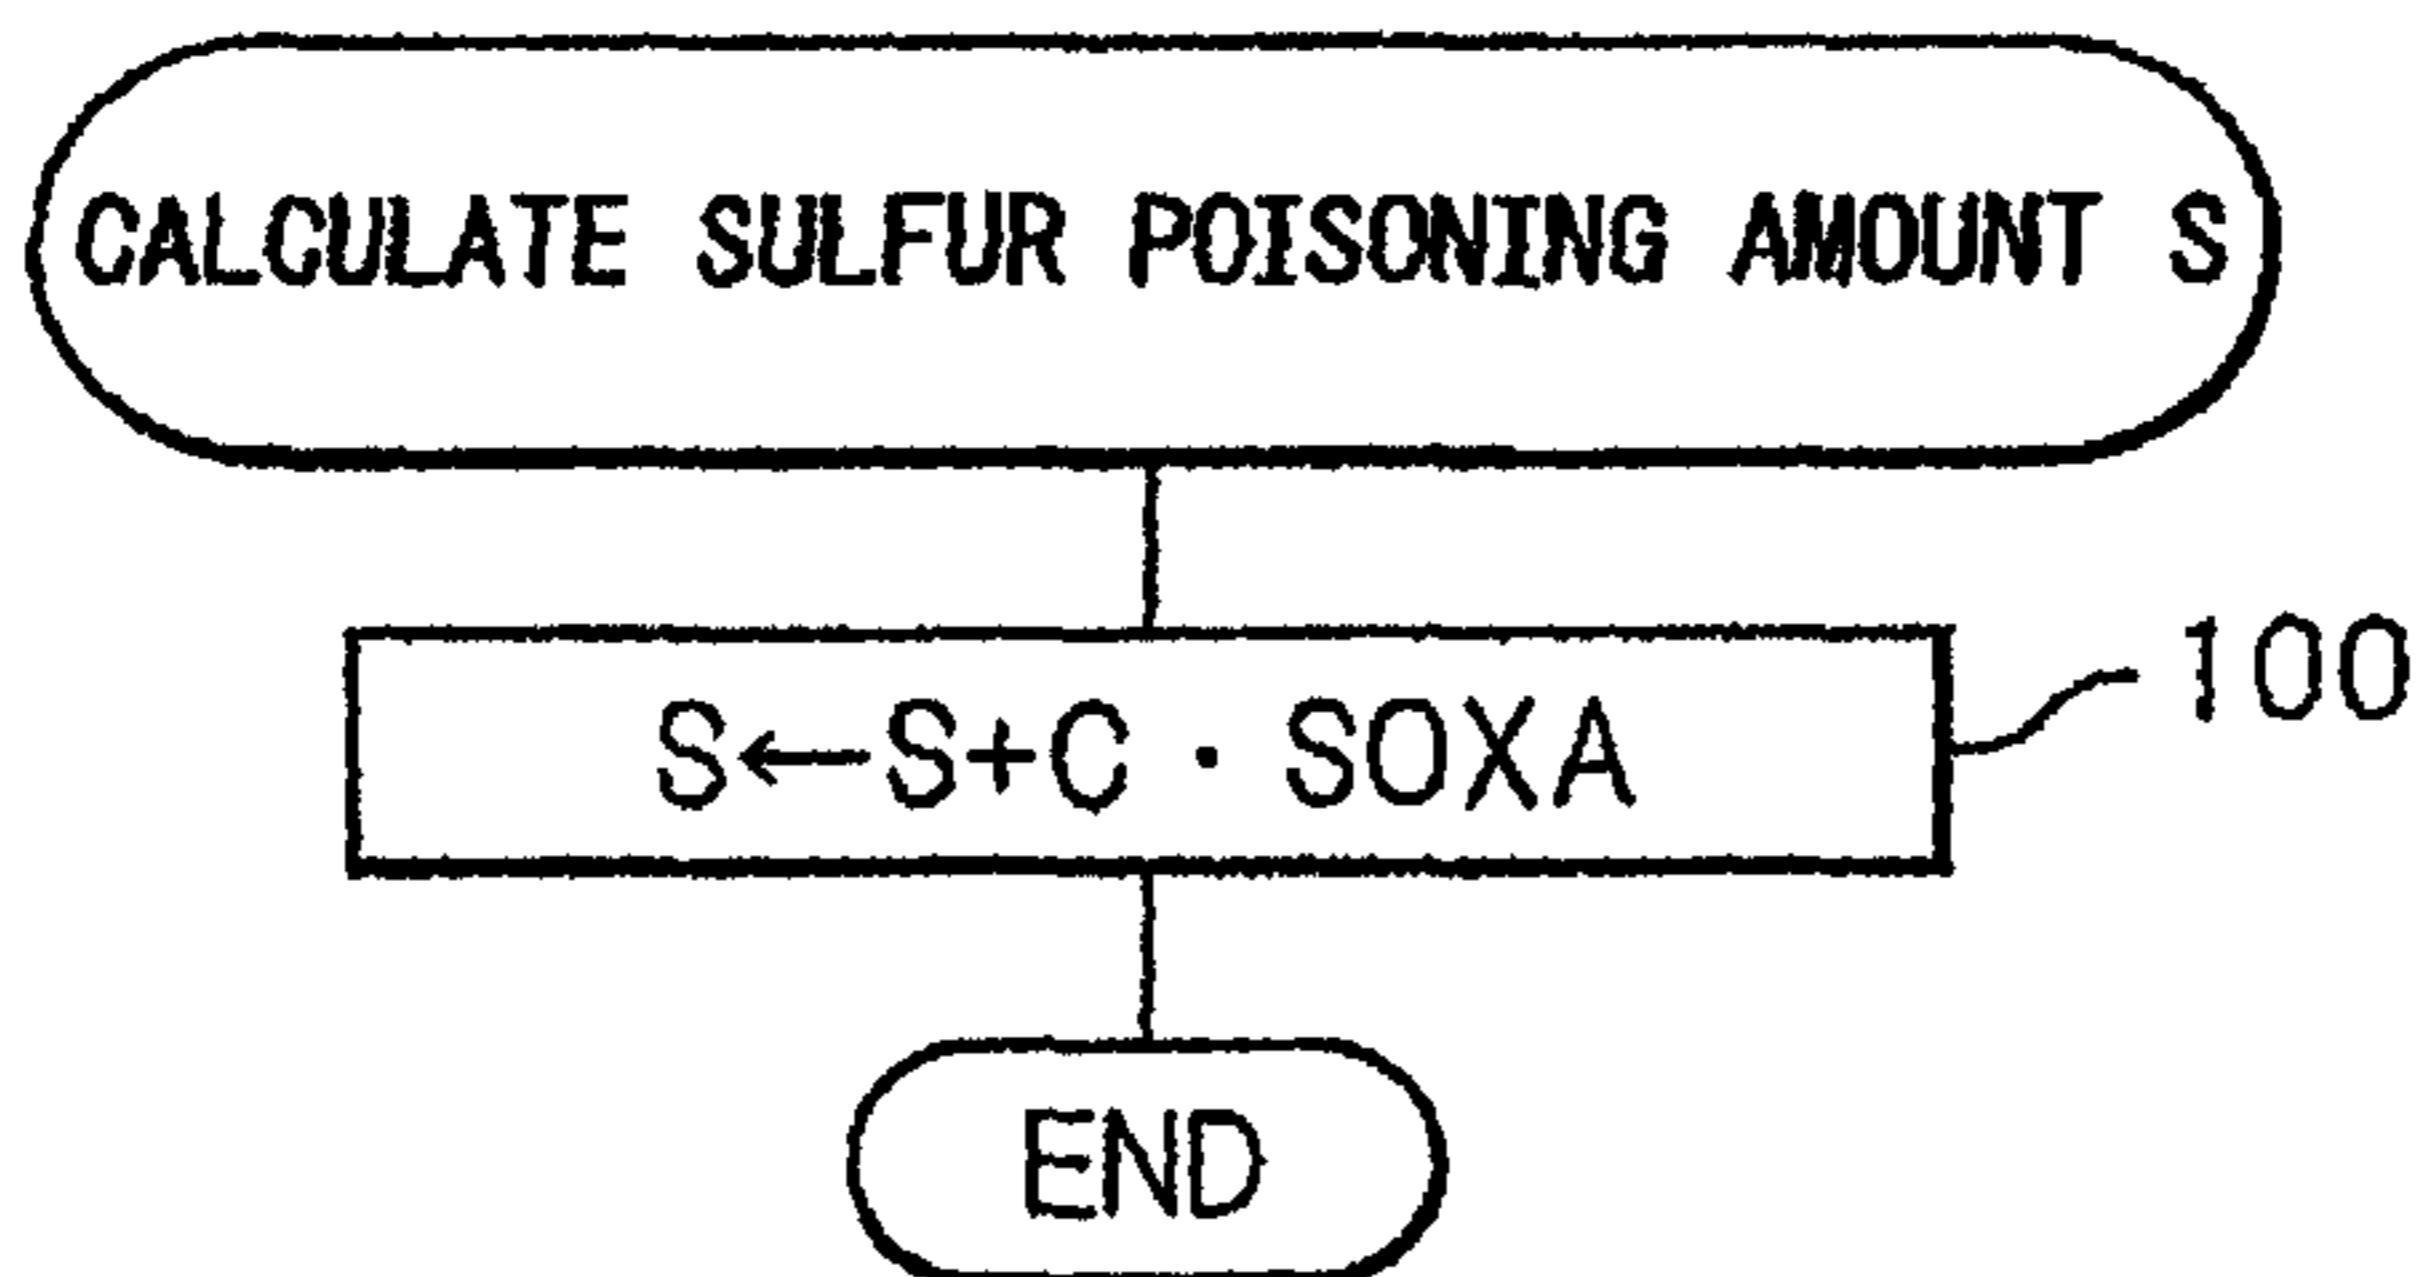 CALCULATE SULFUR POISONING AMOUNT S
S←S+C · SOXA
100
END